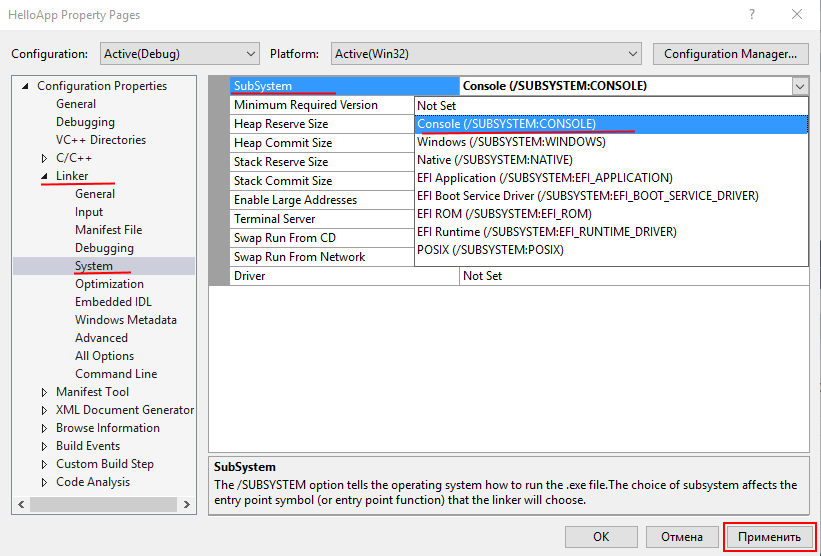 HelloApp Property Pages
Configuration: Active(Debug) Platform: Active(Win32) Configuration Manager...
Configuration Properties
General
Debugging
VC++ Directories
C/C++
Linker
General
Input
Manifest File
Debugging
System
Optimization
Embedded IDL
Windows Metadata
Advanced
All Options
Command Line
Manifest Tool
XML Document Generator
Browse Information
Build Events
Custom Build Step
Code Analysis
SubSystem Console (/SUBSYSTEM:CONSOLE)
Minimum Required Version
Heap Reserve Size
Heap Commit Size
Stack Reserve Size
Stack Commit Size
Enable Large Addresses
Terminal Server
Swap Run From CD
Swap Run From Network
Driver Not Set
Not Set
Console (/SUBSYSTEM:CONSOLE)
Windows (/SUBSYSTEM:WINDOWS)
Native (/SUBSYSTEM:NATIVE)
EFI Application (/SUBSYSTEM:EFI_APPLICATION)
EFI Boot Service Driver (/SUBSYSTEM:EFI_BOOT_SERVICE_DRIVER)
EFI ROM (/SUBSYSTEM:EFI_ROM)
EFI Runtime (/SUBSYSTEM:EFI_RUNTIME_DRIVER)
POSIX (/SUBSYSTEM:POSIX)
SubSystem
The /SUBSYSTEM option tells the operating system how to run the .exe file.The choice of subsystem affects the
entry point symbol (or entry point function) that the linker will choose.
OK Отмена Применить